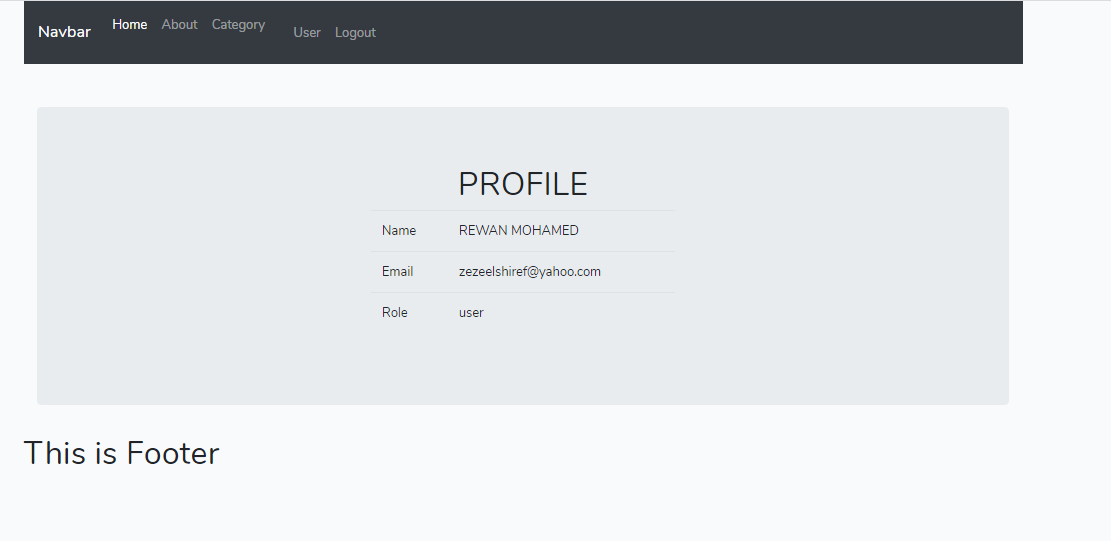 Navbar Home About Category User Logout
PROFILE
Name REWAN MOHAMED
Email zezeelshiref@yahoo.com
Role user
This is Footer